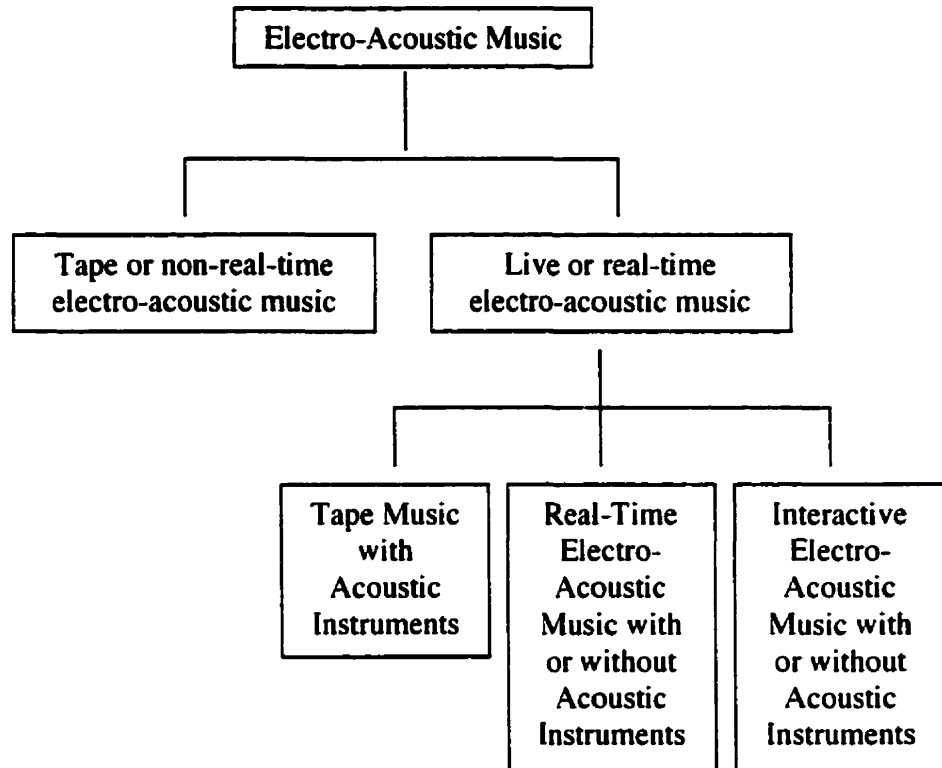 Electro-Acoustic Music
Tape or non-real-time
electro-acoustic music
Live or real-time
electro-acoustic music
Tape Music
with
Acoustic
Instruments
Real-Time
Electro-
Acoustic
Music with
or without
Acoustic
Instruments
Interactive
Electro-
Acoustic
Music with
or without
Acoustic
Instruments